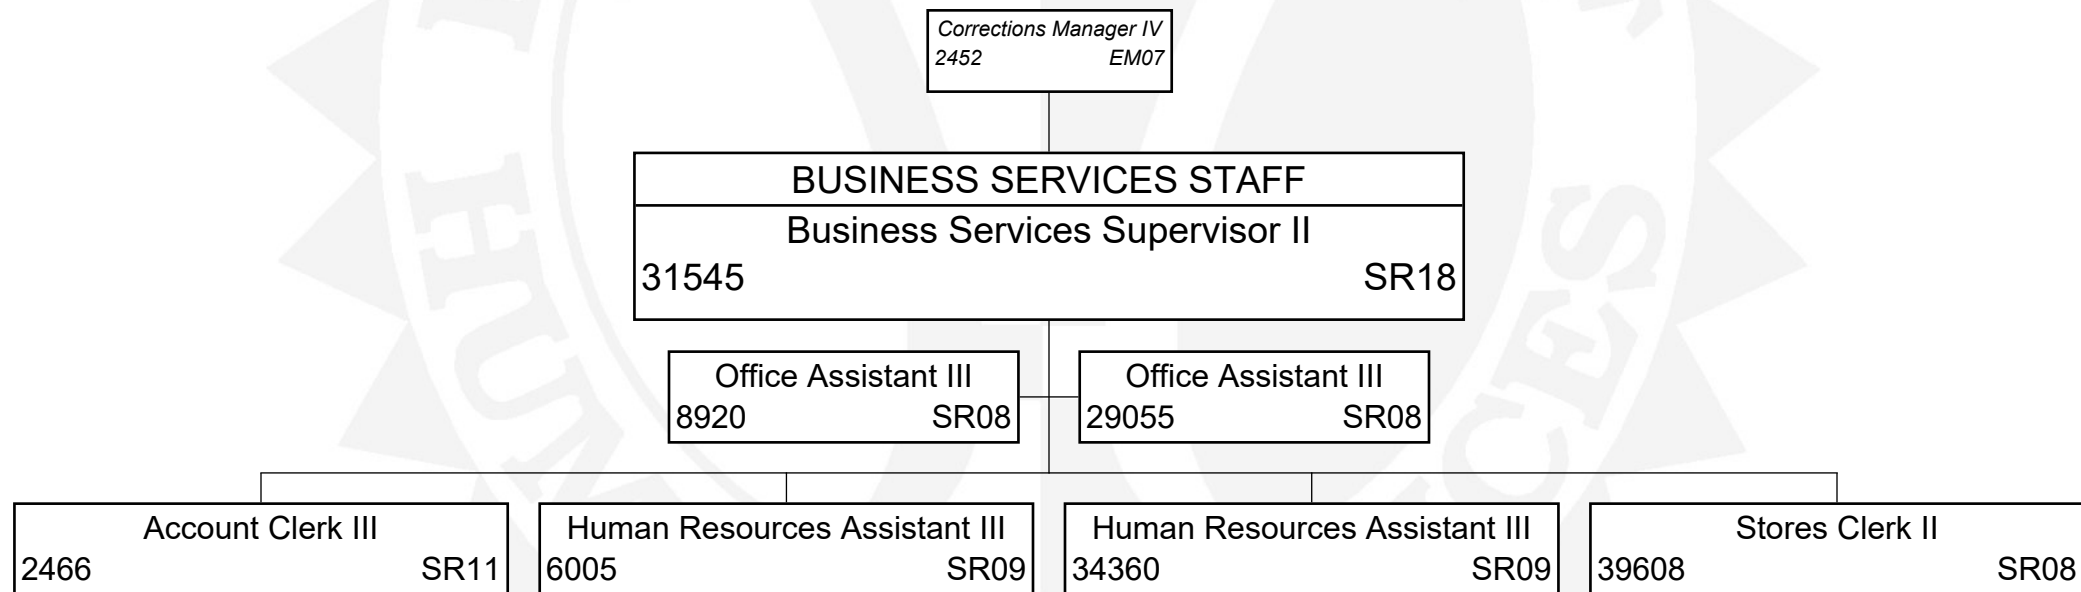 Corrections Manager IV
2452 EM07
BUSINESS SERVICES STAFF
Business Services Supervisor II
31545 SR18
Office Assistant III
8920 SR08
Office Assistant III
29055 SR08
Account Clerk III
2466 SR11
Human Resources Assistant III
6005 SR09
Human Resources Assistant III
34360 SR09
Stores Clerk II
39608 SR08